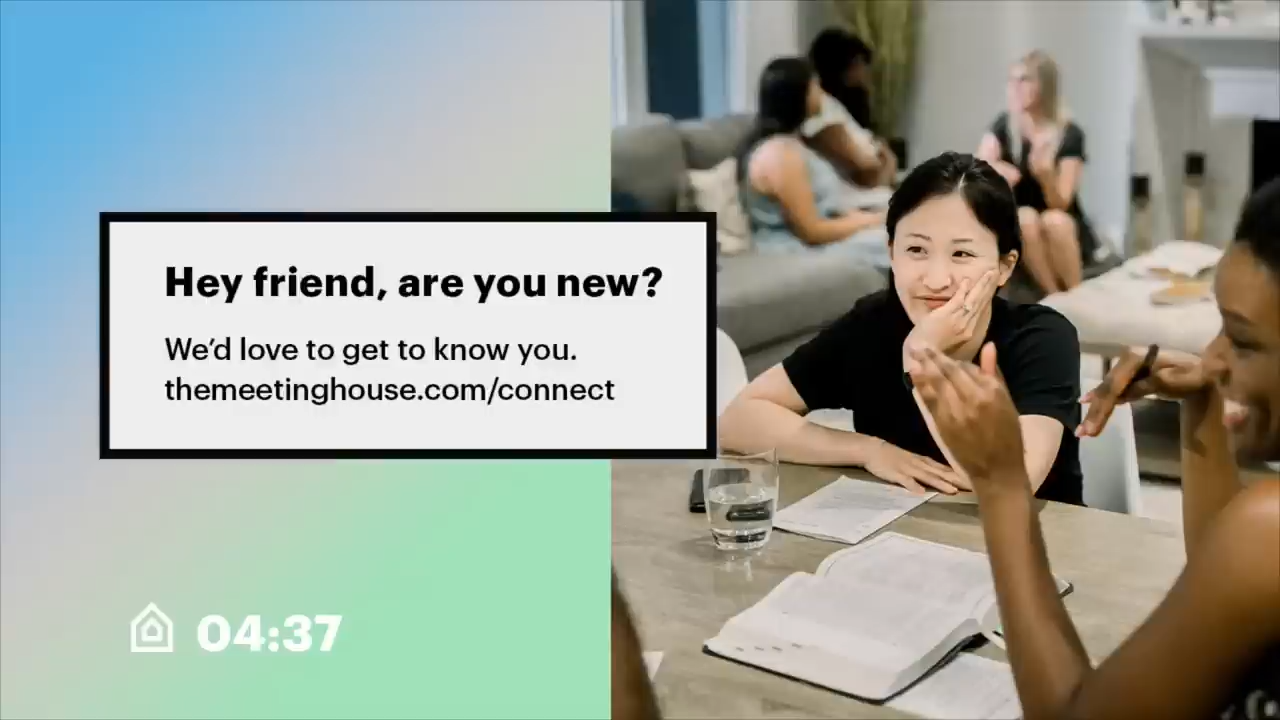 Hey friend, are you new?
We’d love to get to know you.
themeetinghouse.com/connect
04:37